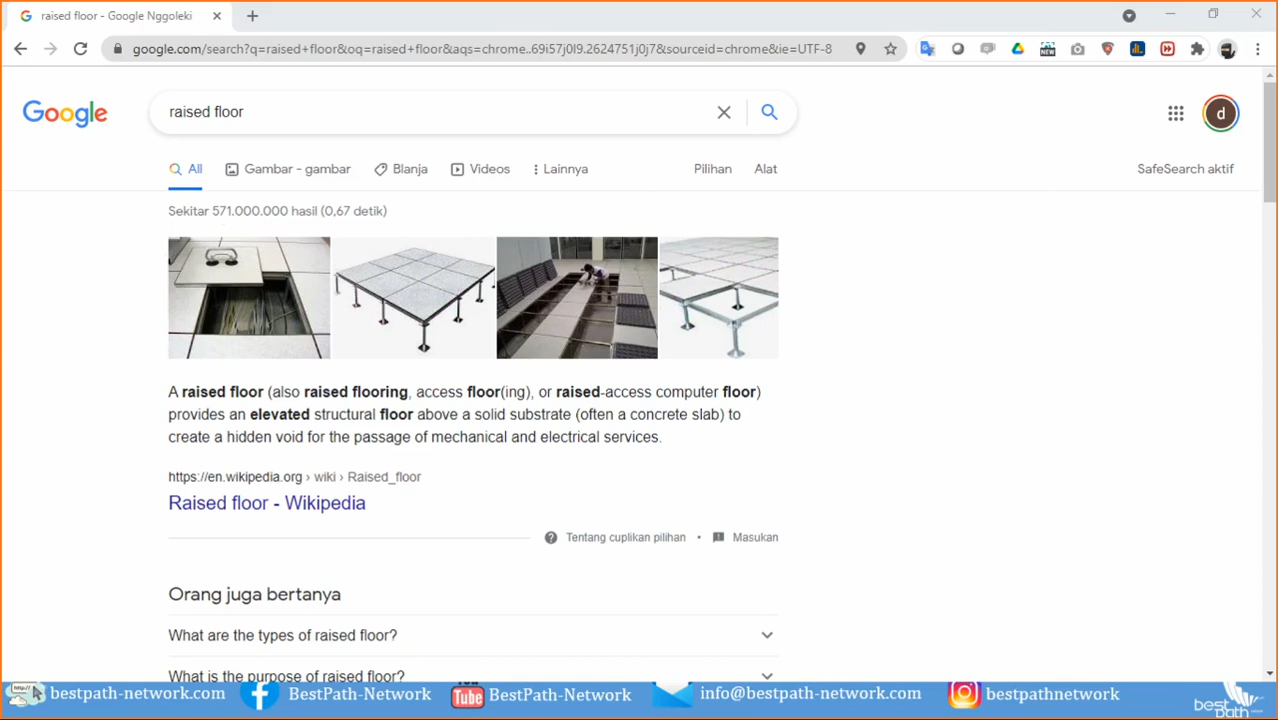 raised floor - Google Nggoleki
google.com/search?q=raised+floor&oq=raised+floor&aqs=chrome..69i57j0l9.2624751j0j7&sourceid=chrome&ie=UTF-8
NEW
Google
raised floor
d
All
Gambar - gambar
Blanja
Videos
Lainnya
Pilihan
Alat
SafeSearch aktif
Sekitar 571.000.000 hasil (0,67 detik)
A raised floor (also raised flooring, access floor(ing), or raised-access computer floor)
provides an elevated structural floor above a solid substrate (often a concrete slab) to
create a hidden void for the passage of mechanical and electrical services.
https://en.wikipedia.org › wiki › Raised_floor
Raised floor - Wikipedia
Tentang cuplikan pilihan • Masukan
Orang juga bertanya
What are the types of raised floor?
What is the purpose of raised floor?
http://
bestpath-network.com
BestPath-Network
You
Tube
BestPath-Network
info@bestpath-network.com
bestpathnetwork
best
path